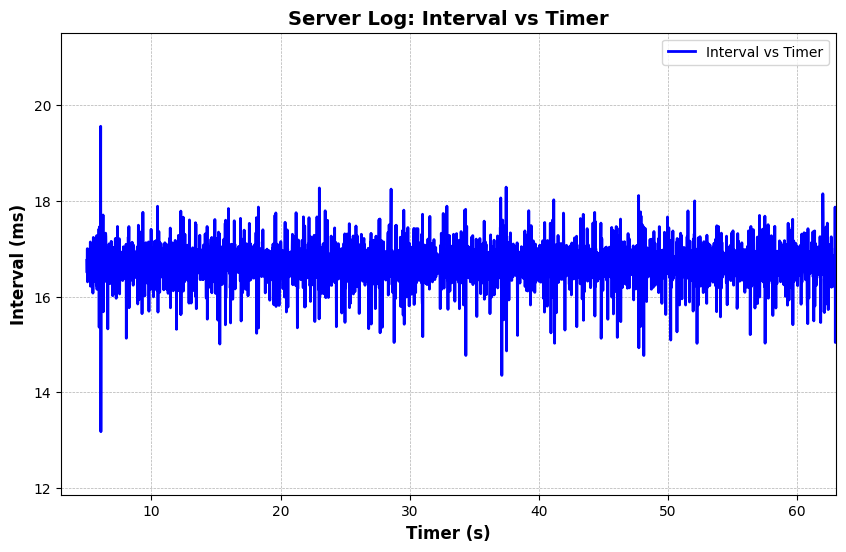 Server Log: Interval vs Timer
Interval vs Timer
Interval (ms)
20
18
16
14
12
10 20 30 40 50 60
Timer (s)